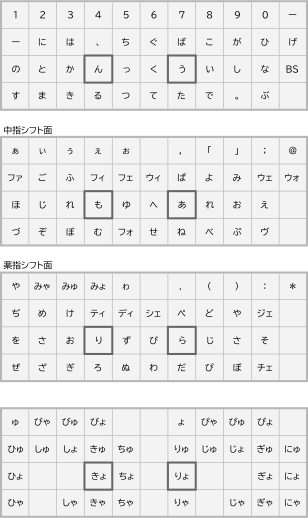 1 2 3 4 5 6 7 8 9 0 ー
ー に は 、 ち ぐ ば こ が ひ げ
の と か ん っ く う い し な BS
す ま き る つ て た で 。 ぶ
中指シフト面
ぁ ぃ ぅ ぇ ぉ , 「 」 ; @
ファ ご ふ フィ フェ ウィ ぱ よ み ウェ ウォ
ほ じ れ も ゆ へ あ れ お え
づ ぞ ぼ む フォ せ ね べ ぷ ヴ
薬指シフト面
や みゃ みゅ みょ ゎ . ( ) : *
ぢ め け ティ ディ シェ ぺ ど や ジェ
を さ お り ず び ら じ さ そ
ぜ ざ ぎ ろ ぬ わ だ ぴ ぽ チェ
ゅ びゃ びゅ びょ ょ ぴゃ ぴゅ ぴょ
ひゅ しゅ しょ きゅ ちゅ りゅ じゅ じょ ぎゅ にゅ
ひょ きょ ちょ りょ ぎょ にょ
ひゃ しゃ きゃ ちゃ りゃ じゃ ぎゃ にゃ